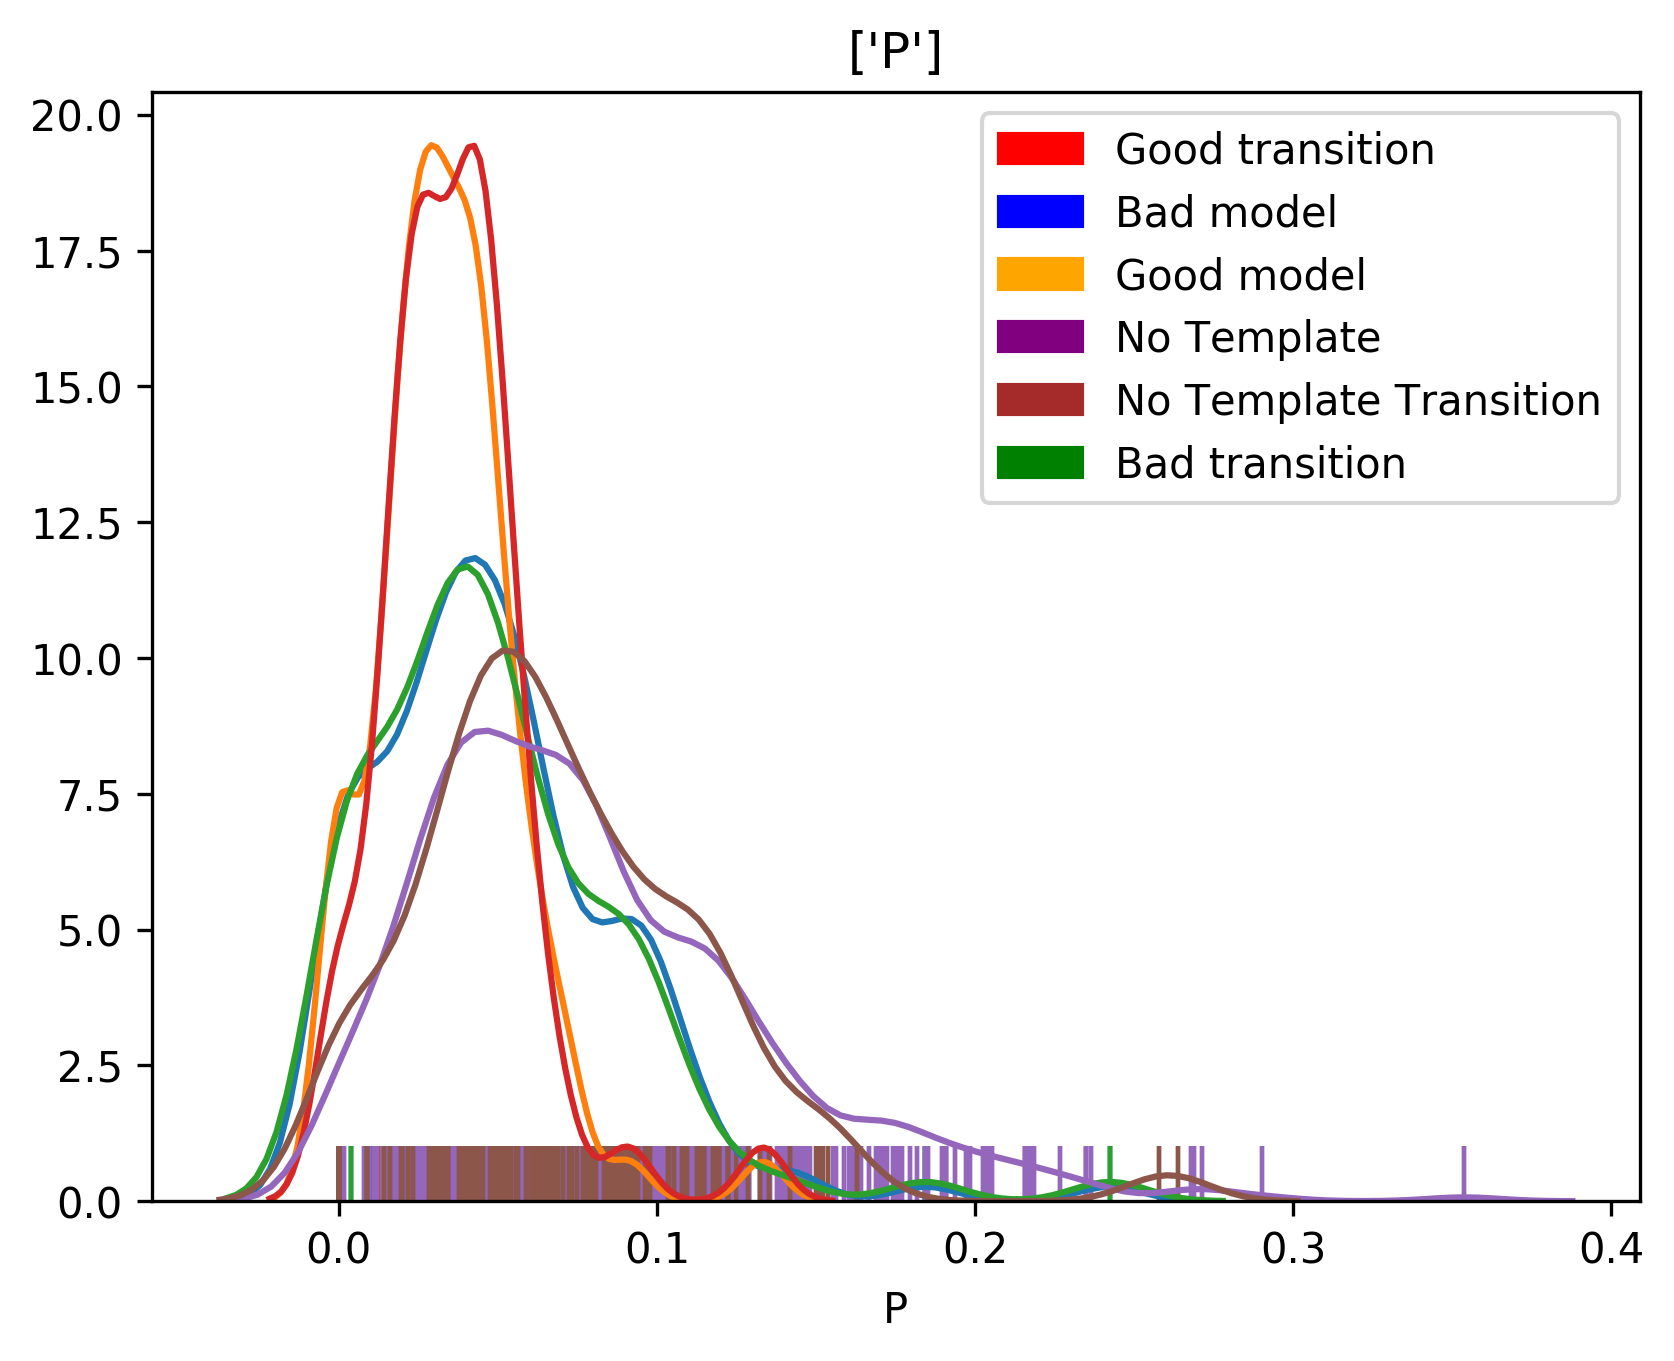 ['P']
20.0
17.5
15.0
12.5
10.0
7.5
5.0
2.5
0.0
Good transition
Bad model
Good model
No Template
No Template Transition
Bad transition
0.0 0.1 0.2 0.3 0.4
P